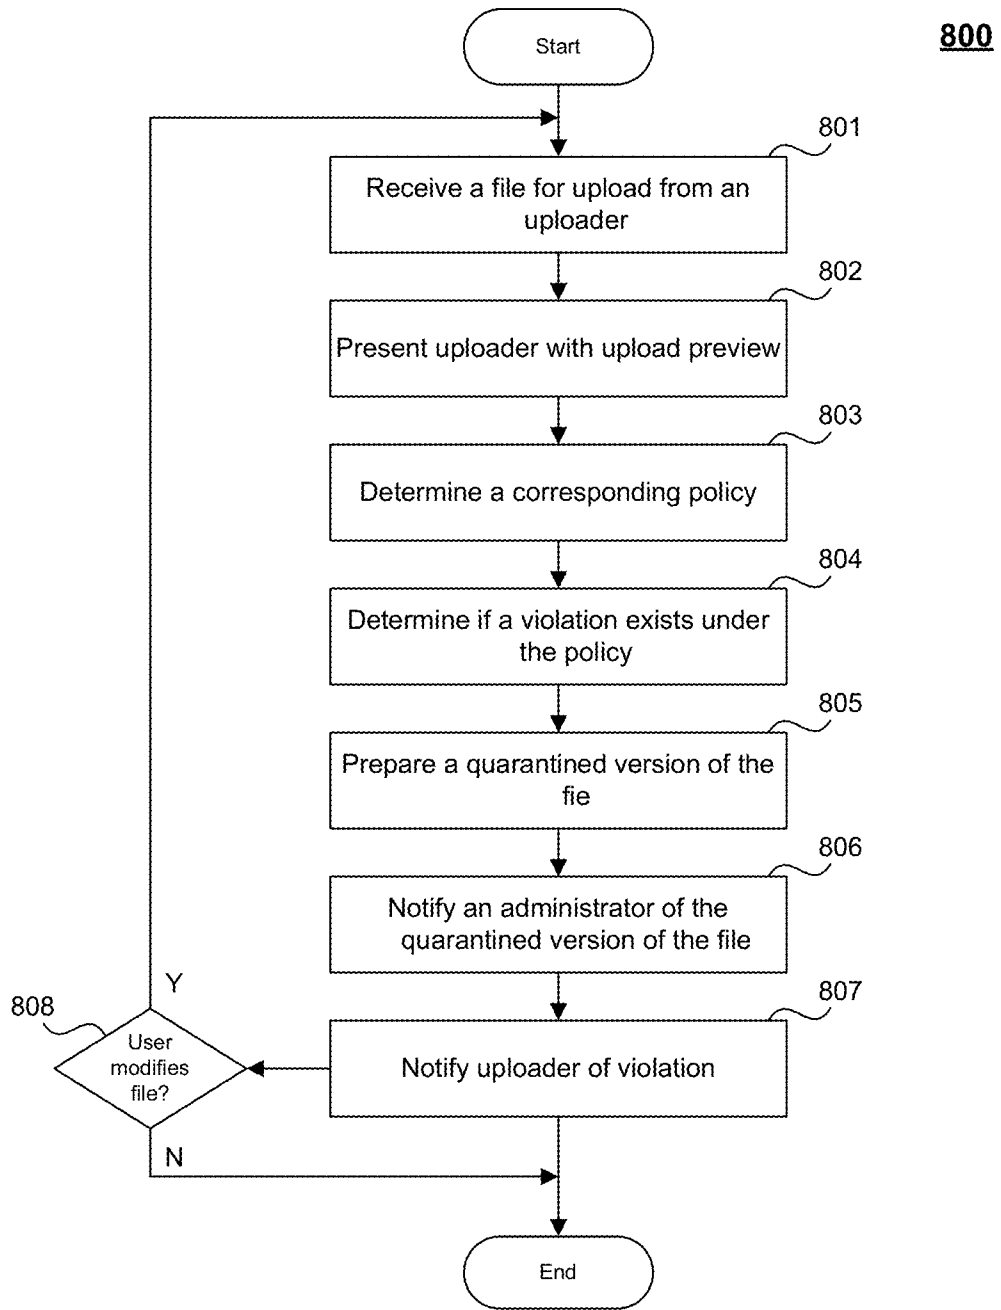 800
Start
801
Receive a file for upload from an
uploader
802
Present uploader with upload preview
803
Determine a corresponding policy
804
Determine if a violation exists under
the policy
805
Prepare a quarantined version of the
fie
806
Notify an administrator of the
quarantined version of the file
807
Notify uploader of violation
Y
808
User
modifies
file?
N
End